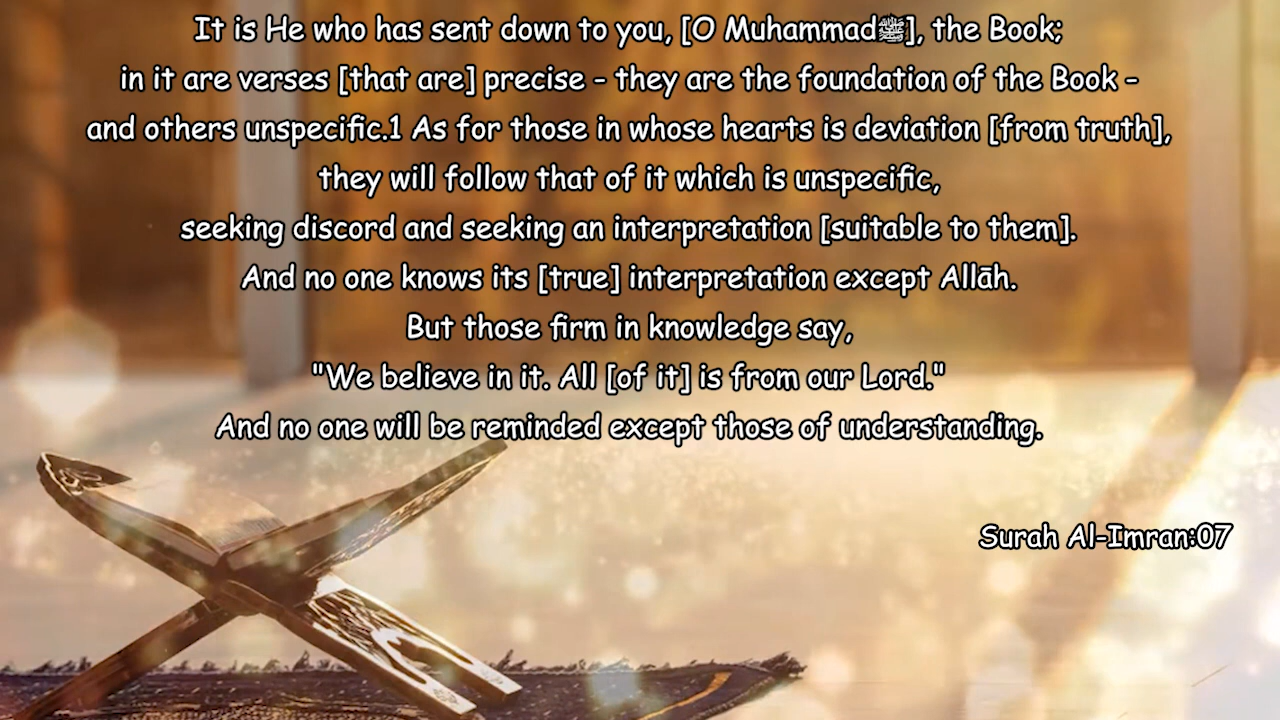 It is He who has sent down to you, [O Muhammadﷺ], the Book;
in it are verses [that are] precise - they are the foundation of the Book -
and others unspecific.1 As for those in whose hearts is deviation [from truth],
they will follow that of it which is unspecific,
seeking discord and seeking an interpretation [suitable to them].
And no one knows its [true] interpretation except Allāh.
But those firm in knowledge say,
"We believe in it. All [of it] is from our Lord."
And no one will be reminded except those of understanding.
Surah Al-Imran:07